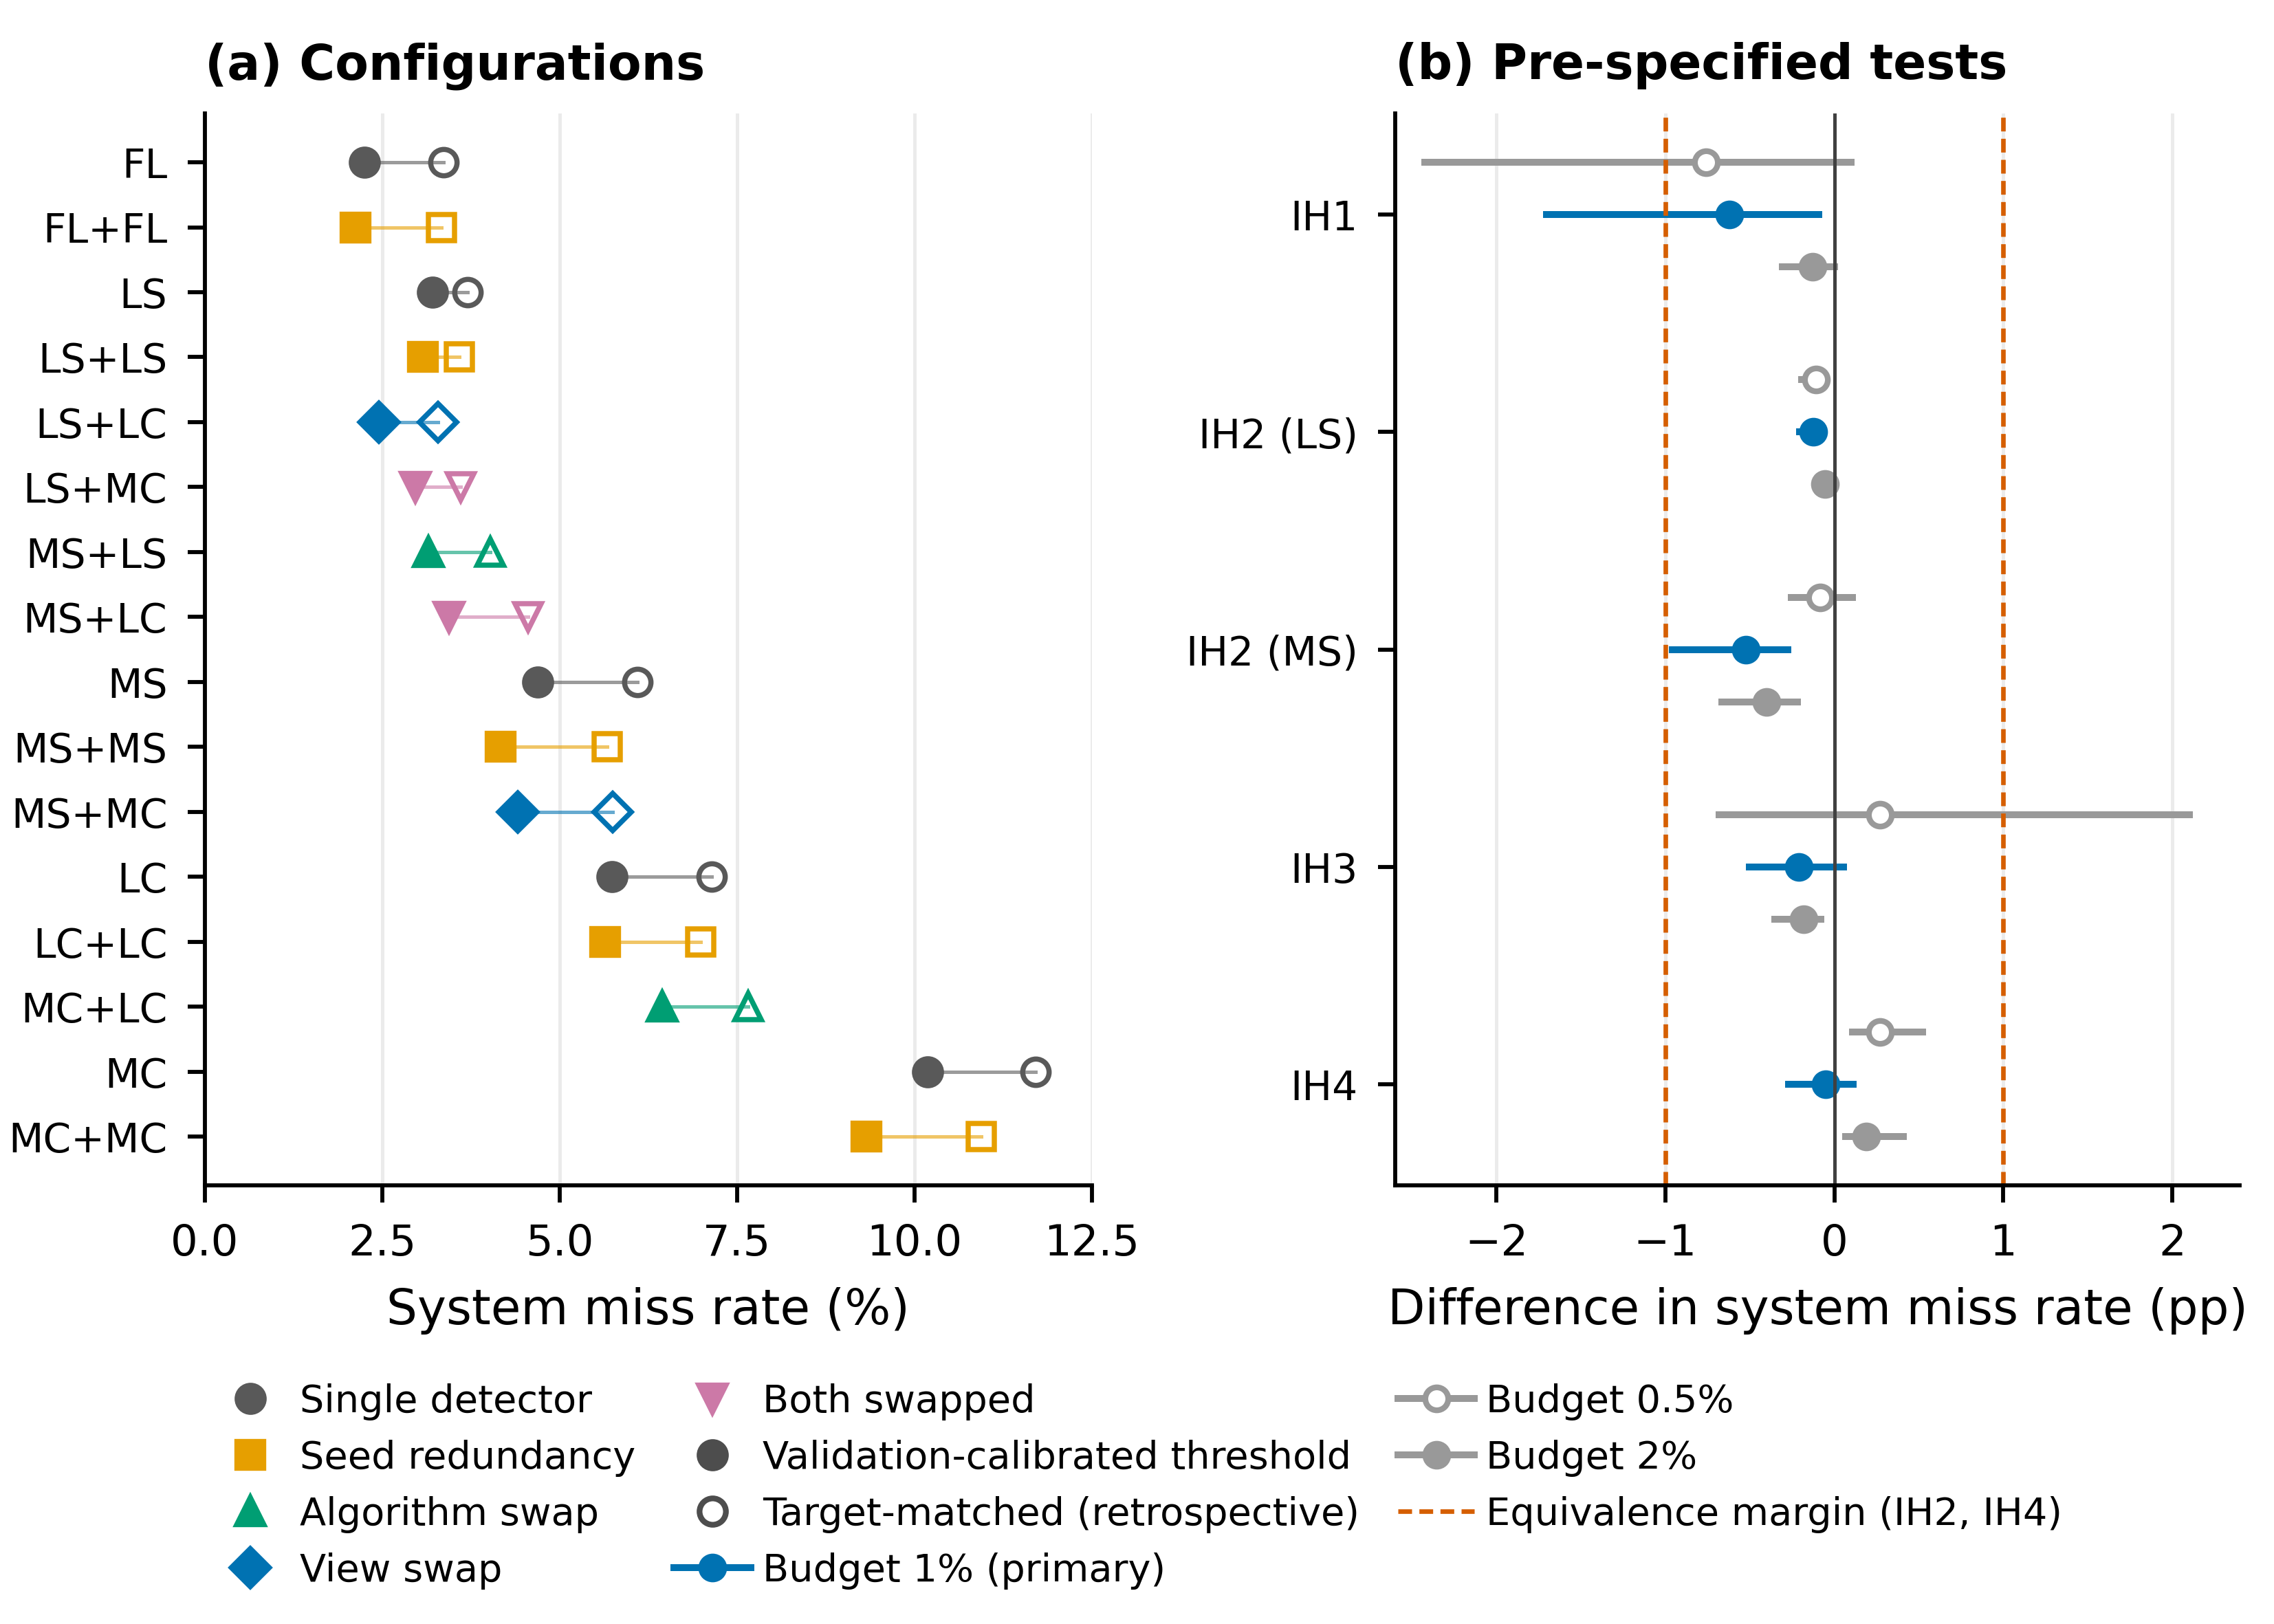 (a) Configurations
FL
FL+FL
LS
LS+LS
LS+LC
LS+MC
MS+LS
MS+LC
MS
MS+MS
MS+MC
LC
LC+LC
MC+LC
MC
MC+MC
0.0 2.5 5.0 7.5 10.0 12.5
System miss rate (%)
(b) Pre-specified tests
IH1
IH2 (LS)
IH2 (MS)
IH3
IH4
−2 −1 0 1 2
Difference in system miss rate (pp)
Single detector
Seed redundancy
Algorithm swap
View swap
Both swapped
Validation-calibrated threshold
Target-matched (retrospective)
Budget 1% (primary)
Budget 0.5%
Budget 2%
Equivalence margin (IH2, IH4)